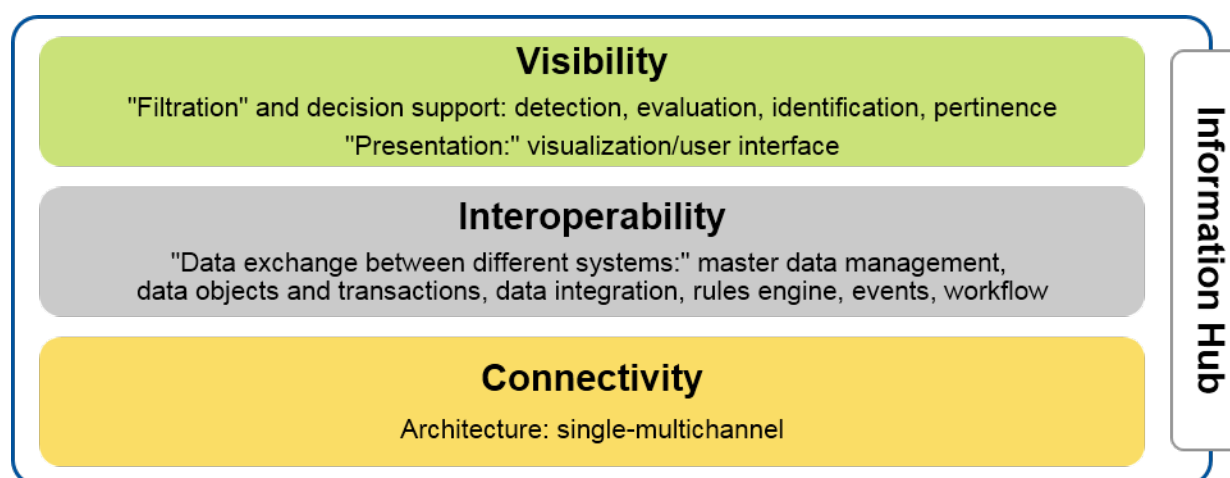 Visibility
"Filtration" and decision support: detection, evaluation, identification, pertinence
"Presentation:" visualization/user interface
Interoperability
"Data exchange between different systems:" master data management,
data objects and transactions, data integration, rules engine, events, workflow
Connectivity
Architecture: single-multichannel
Information Hub